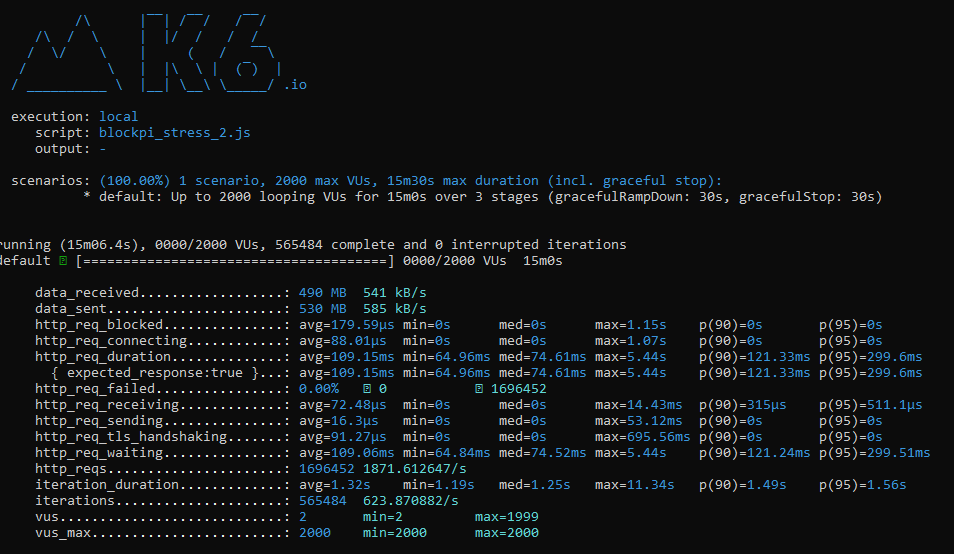 K6
.io
execution: local
script: blockpi_stress_2.js
output: -
scenarios: (100.00%) 1 scenario, 2000 max VUs, 15m30s max duration (incl. graceful stop):
* default: Up to 2000 looping VUs for 15m0s over 3 stages (gracefulRampDown: 30s, gracefulStop: 30s)
running (15m06.4s), 0000/2000 VUs, 565484 complete and 0 interrupted iterations
default [======================================] 0000/2000 VUs 15m0s
data_received..................: 490 MB 541 kB/s
data_sent......................: 530 MB 585 kB/s
http_req_blocked...............: avg=179.59µs min=0s med=0s max=1.15s p(90)=0s p(95)=0s
http_req_connecting............: avg=88.01µs min=0s med=0s max=1.07s p(90)=0s p(95)=0s
http_req_duration..............: avg=109.15ms min=64.96ms med=74.61ms max=5.44s p(90)=121.33ms p(95)=299.6ms
{ expected_response:true }...: avg=109.15ms min=64.96ms med=74.61ms max=5.44s p(90)=121.33ms p(95)=299.6ms
http_req_failed................: 0.00% 0 1696452
http_req_receiving.............: avg=72.48µs min=0s med=0s max=14.43ms p(90)=315µs p(95)=511.1µs
http_req_sending...............: avg=16.3µs min=0s med=0s max=53.12ms p(90)=0s p(95)=0s
http_req_tls_handshaking.......: avg=91.27µs min=0s med=0s max=695.56ms p(90)=0s p(95)=0s
http_req_waiting...............: avg=109.06ms min=64.84ms med=74.52ms max=5.44s p(90)=121.24ms p(95)=299.51ms
http_reqs......................: 1696452 1871.612647/s
iteration_duration.............: avg=1.32s min=1.19s med=1.25s max=11.34s p(90)=1.49s p(95)=1.56s
iterations.....................: 565484 623.870882/s
vus............................: 2 min=2 max=1999
vus_max........................: 2000 min=2000 max=2000